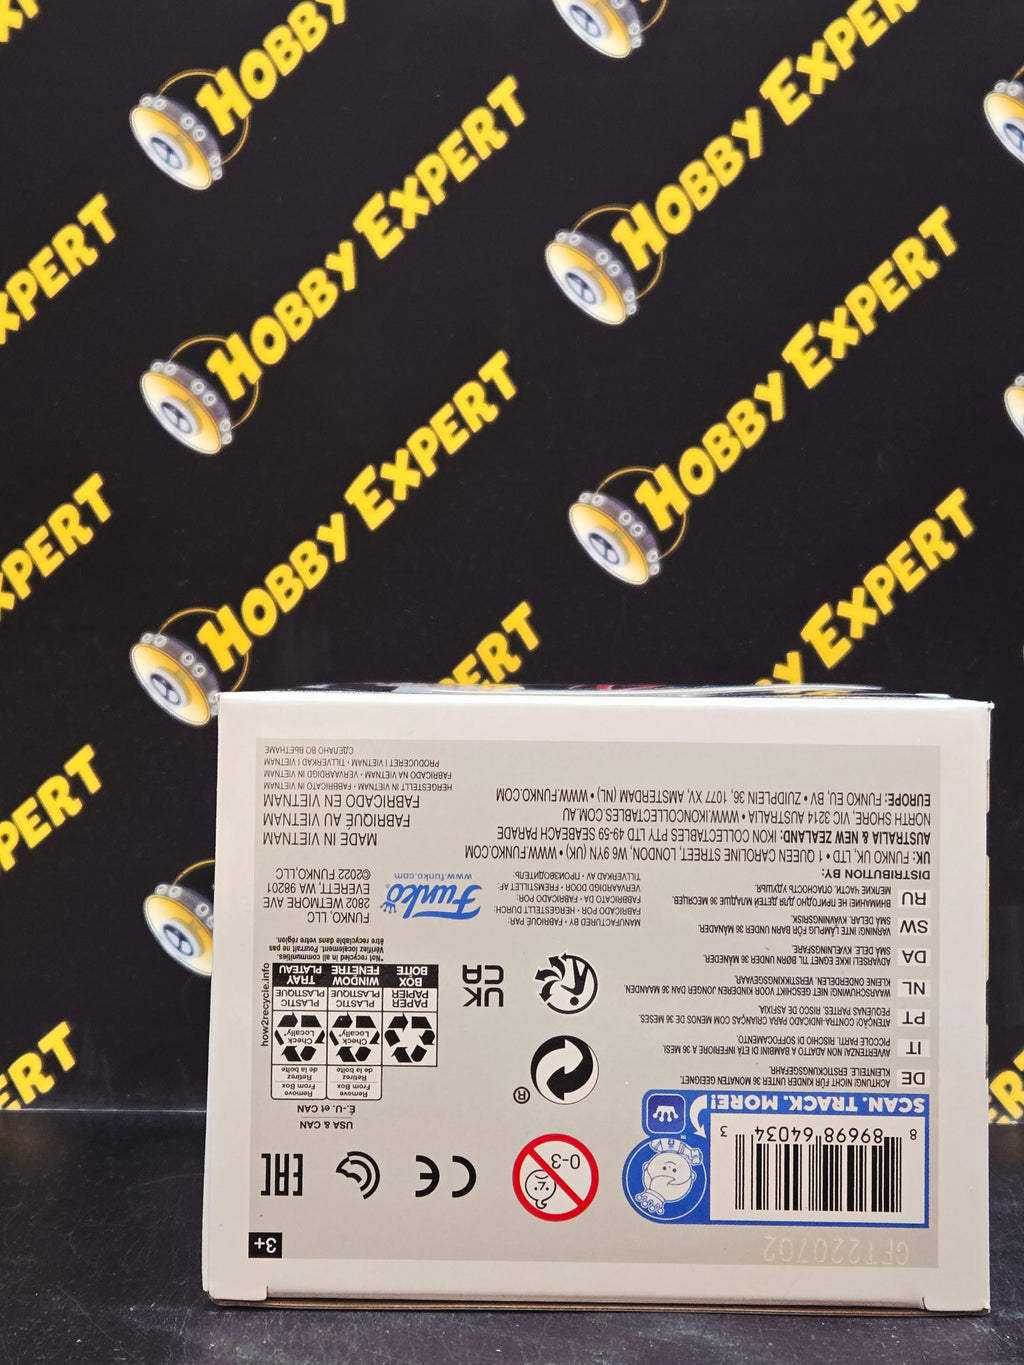 HOBBY EXPERT
HOBBY EXPERT
HOBBY EXPERT
HOBBY EXPERT
HOBBY EXPERT
HOBBY EXPERT
CFT220702
3+
8 89698 64034 3
SCAN. TRACK. MORE!
0-3
CE
EAC
USA & CAN
É.-U. et CAN
Remove From Box
Retirez de la boîte
Remove From Box
Retirez de la boîte
Check Locally*
Check Locally*
PAPER
PAPIER
PLASTIC
PLASTIQUE
PLASTIC
PLASTIQUE
BOX
BOÎTE
WINDOW
FENÊTRE
TRAY
PLATEAU
how2recycle.info
*Not recycled in all communities.
Vérifiez localement. Pourrait ne pas
être recyclable dans votre région.
®
UK
CA
DE ACHTUNG! NICHT FÜR KINDER UNTER 36 MONATEN GEEIGNET.
KLEINTEILE. ERSTICKUNGSGEFAHR.
IT AVVERTENZA! NON ADATTO A BAMBINI DI ETÀ INFERIORE A 36 MESI.
PICCOLE PARTI. RISCHIO DI SOFFOCAMENTO.
PT ATENÇÃO! CONTRA-INDICADO PARA CRIANÇAS COM MENOS DE 36 MESES.
PEQUENAS PARTES. RISCO DE ASFIXIA.
NL WAARSCHUWING! NIET GESCHIKT VOOR KINDEREN JONGER DAN 36 MAANDEN.
KLEINE ONDERDELEN. VERSTIKKINGSGEVAAR.
DA ADVARSEL! EGNER IKKE BØRN TIL UNDER 36 MÅNEDER.
SMÅ DELE. KVÆLNINGSFARE.
SW VARNING! INTE LÄMPLIG FÖR BARN UNDER 36 MÅNADER.
SMÅ DELAR. KVÄVNINGSRISK.
RU ВНИМАНИЕ! НЕ ПРИГОДНО ДЛЯ ДЕТЕЙ МЛАДШЕ 36 МЕСЯЦЕВ.
МЕЛКИЕ ЧАСТИ. ОПАСНОСТЬ УДУШЬЯ.
DISTRIBUTION BY:
UK: FUNKO UK, LTD • 1 QUEEN CAROLINE STREET, LONDON, W6 9YN (UK) • WWW.FUNKO.COM
AUSTRALIA & NEW ZEALAND: IKON COLLECTABLES PTY LTD 49-59 SEABEACH PARADE
NORTH SHORE, VIC 3214 AUSTRALIA • WWW.IKONCOLLECTABLES.COM.AU
EUROPE: FUNKO EU, BV • ZUIDPLEIN 36, 1077 XV, AMSTERDAM (NL) • WWW.FUNKO.COM
MANUFACTURED BY • FABRIQUÉ PAR:
FABRICADO POR • HERGESTELLT DURCH:
FABRICADO DA • FABRICADO POR:
VERVAARDIGD DOOR • FREMSTILLET AF:
TILLVERKAD AV • ПРОИЗВОДИТЕЛЬ:
Funko
www.funko.com
FUNKO, LLC
2802 WETMORE AVE
EVERETT, WA 98201
©2022 FUNKO, LLC
MADE IN VIETNAM
FABRIQUÉ AU VIETNAM
FABRICADO EN VIETNAM
HERGESTELLT IN VIETNAM • FABBRICATO IN VIETNAM
FABRICADO NA VIETNAM • VERVAARDIGD IN VIETNAM
PRODUCERET I VIETNAM • TILLVERKAD I VIETNAM
СДЕЛАНО ВО ВЬЕТНАМЕ